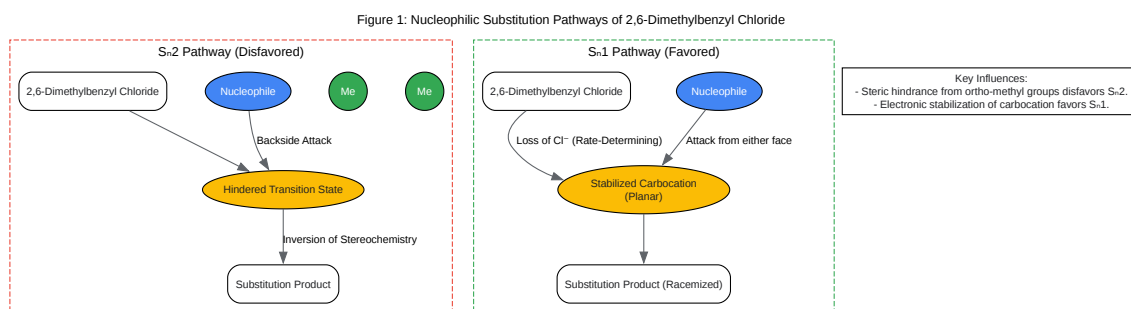 Figure 1: Nucleophilic Substitution Pathways of 2,6-Dimethylbenzyl Chloride
Sₙ2 Pathway (Disfavored)
2,6-Dimethylbenzyl Chloride
Nucleophile
Me
Me
Backside Attack
Hindered Transition State
Inversion of Stereochemistry
Substitution Product
Sₙ1 Pathway (Favored)
2,6-Dimethylbenzyl Chloride
Nucleophile
Loss of Cl⁻ (Rate-Determining)
Attack from either face
Stabilized Carbocation
(Planar)
Substitution Product (Racemized)
Key Influences:
- Steric hindrance from ortho-methyl groups disfavors Sₙ2.
- Electronic stabilization of carbocation favors Sₙ1.